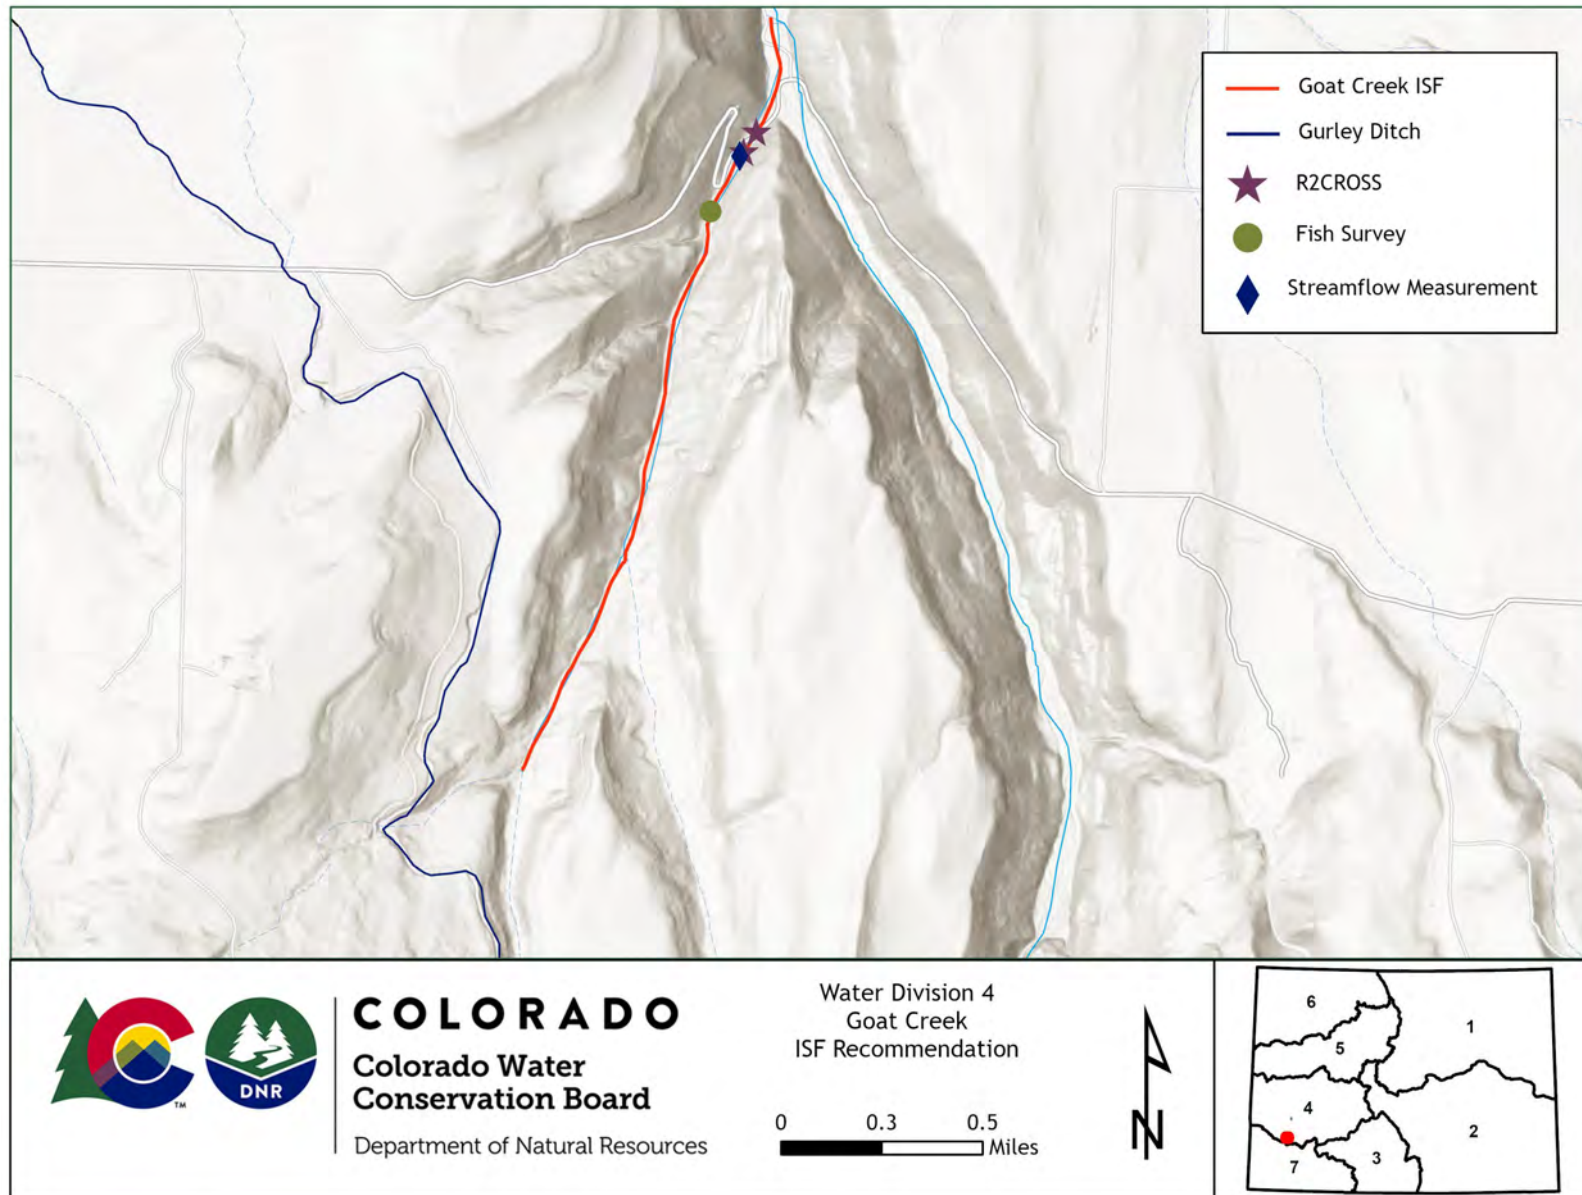 Goat Creek ISF
Gurley Ditch
R2CROSS
Fish Survey
Streamflow Measurement
DNR
TM
COLORADO
Colorado Water
Conservation Board
Department of Natural Resources
Water Division 4
Goat Creek
ISF Recommendation
0 0.3 0.5
Miles
N
6
1
5
4
2
3
7